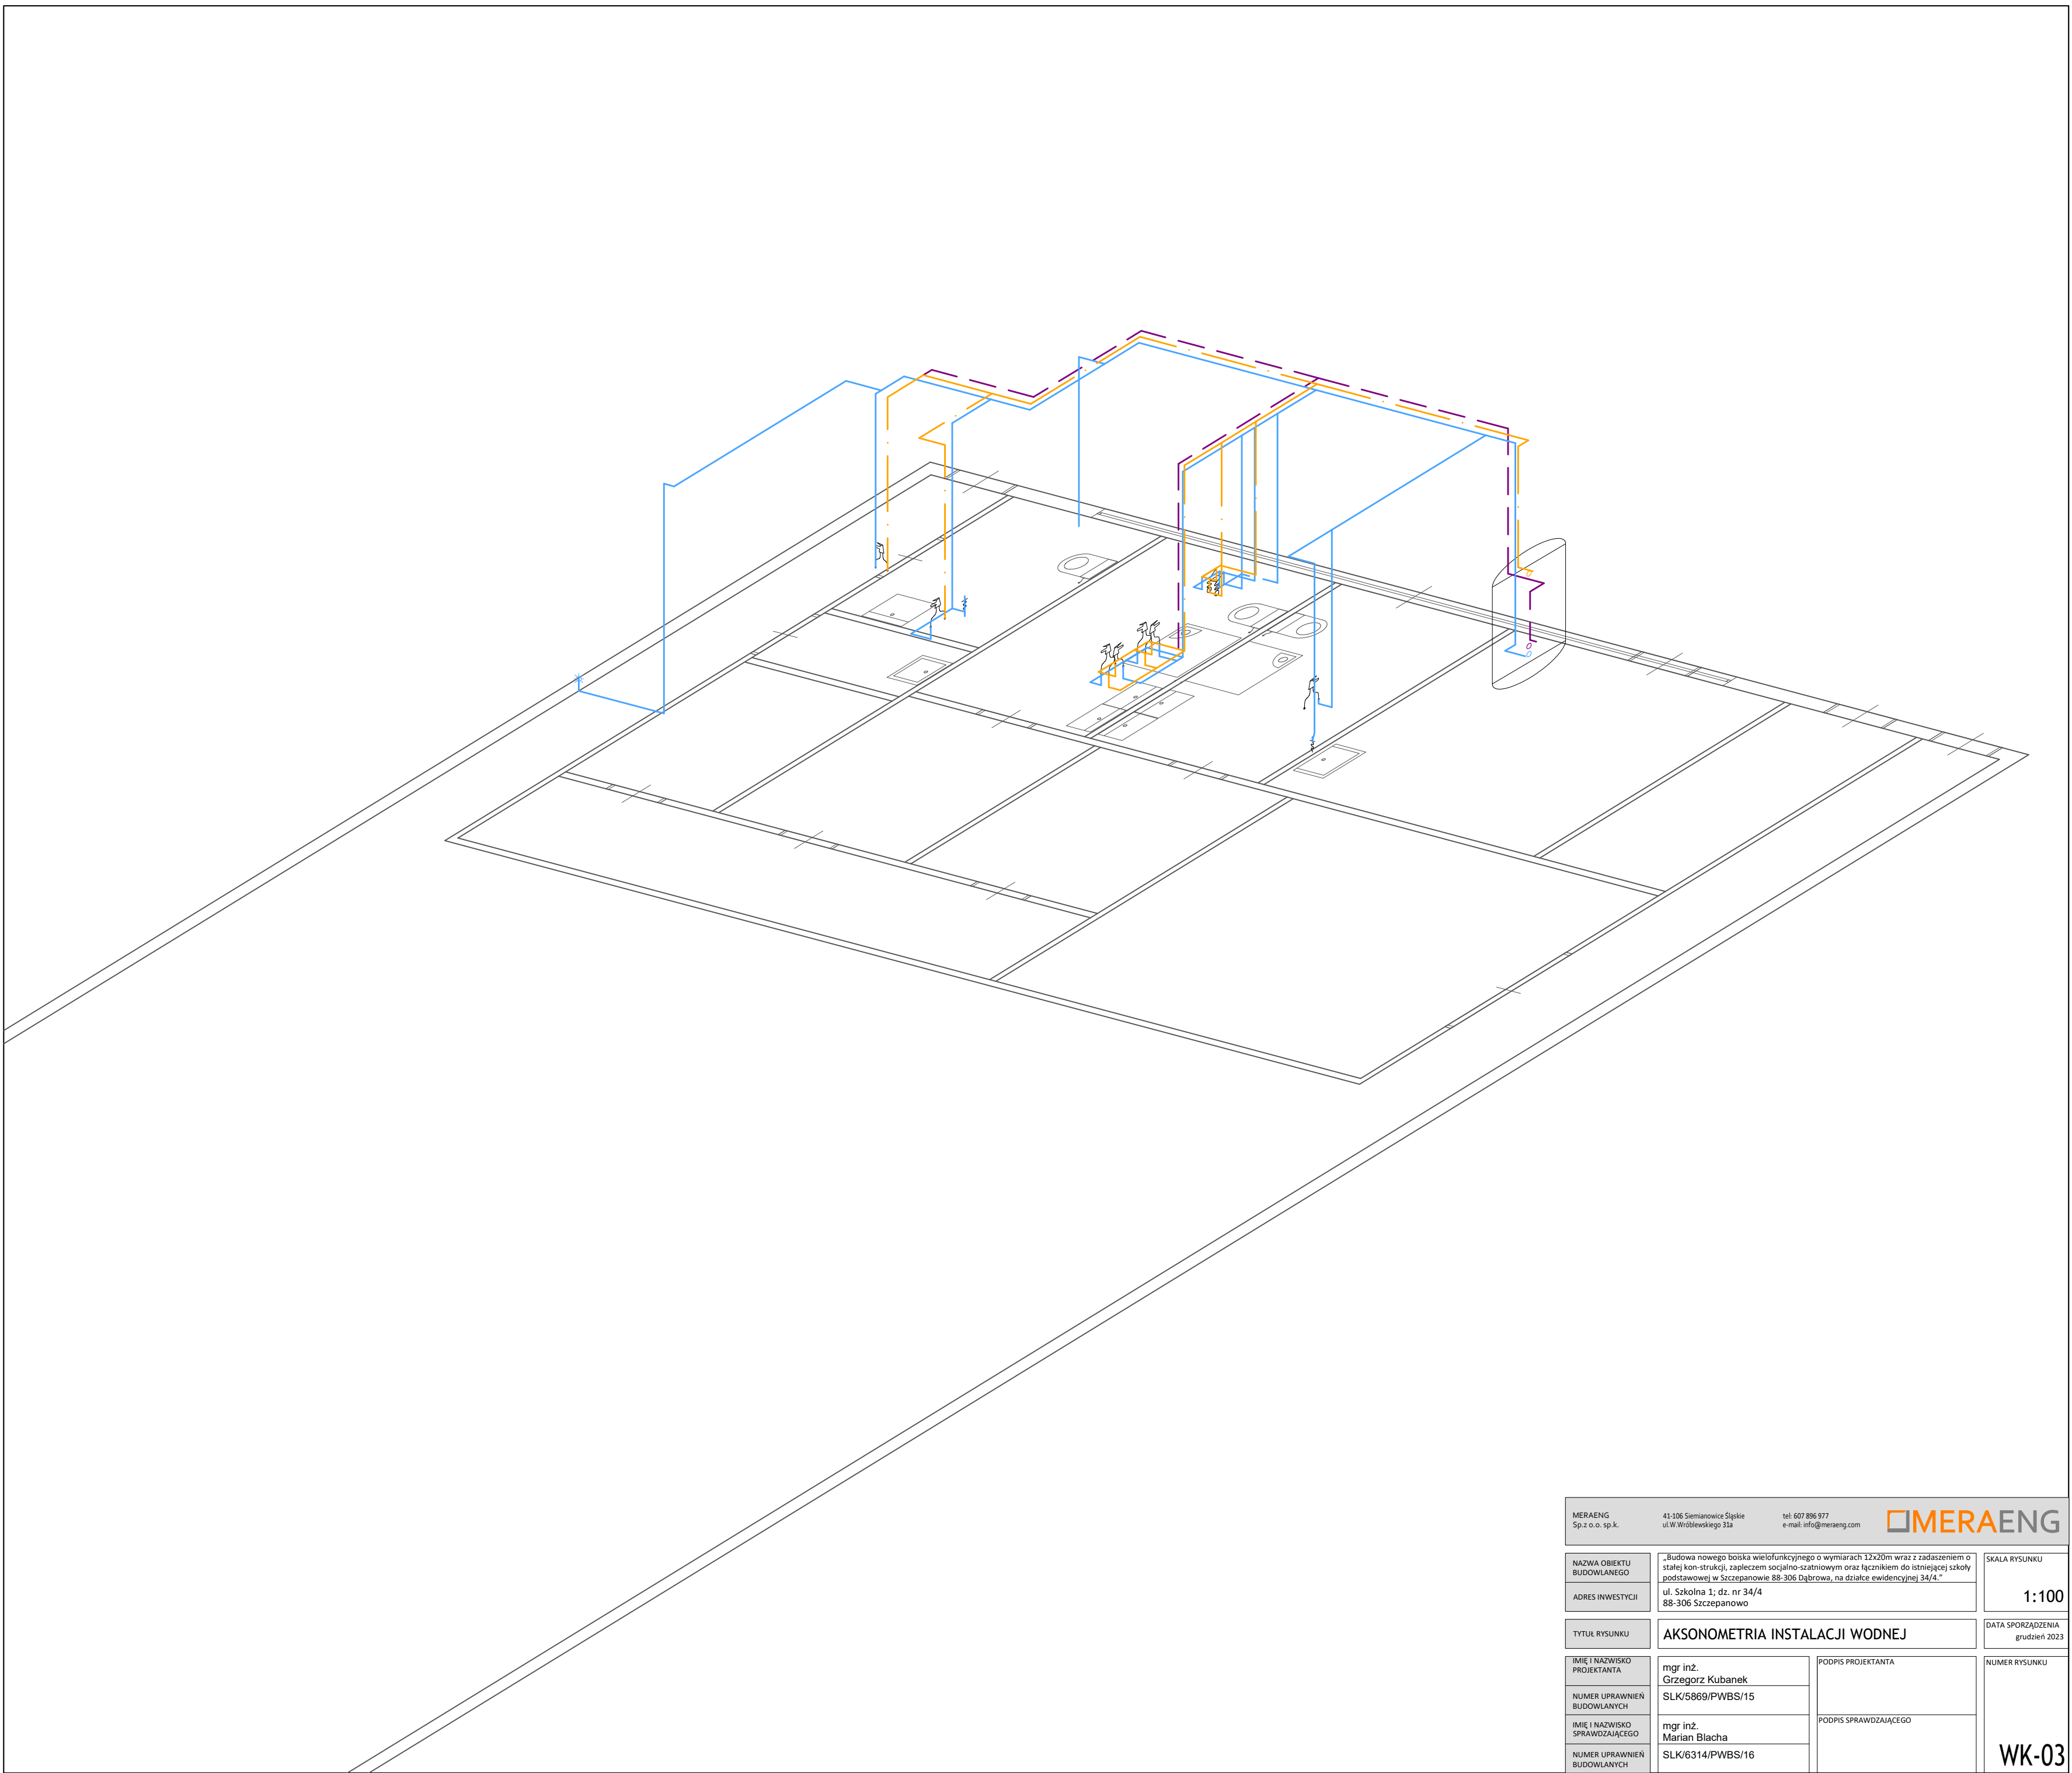 MERAENG
Sp.z o.o. sp.k.
41-106 Siemianowice Śląskie
ul.W.Wróblewskiego 31a
tel: 607 896 977
e-mail: info@meraeng.com
MERAENG
NAZWA OBIEKTU
BUDOWLANEGO
„Budowa nowego boiska wielofunkcyjnego o wymiarach 12x20m wraz z zadaszeniem o
stałej kon-strukcji, zapleczem socjalno-szatniowym oraz łącznikiem do istniejącej szkoły
podstawowej w Szczepanowie 88-306 Dąbrowa, na działce ewidencyjnej 34/4.”
SKALA RYSUNKU
1:100
ADRES INWESTYCJI
ul. Szkolna 1; dz. nr 34/4
88-306 Szczepanowo
TYTUŁ RYSUNKU
AKSONOMETRIA INSTALACJI WODNEJ
DATA SPORZĄDZENIA
grudzień 2023
IMIĘ I NAZWISKO
PROJEKTANTA
mgr inż.
Grzegorz Kubanek
PODPIS PROJEKTANTA
NUMER RYSUNKU
NUMER UPRAWNIEŃ
BUDOWLANYCH
SLK/5869/PWBS/15
IMIĘ I NAZWISKO
SPRAWDZAJĄCEGO
mgr inż.
Marian Blacha
PODPIS SPRAWDZAJĄCEGO
NUMER UPRAWNIEŃ
BUDOWLANYCH
SLK/6314/PWBS/16
WK-03